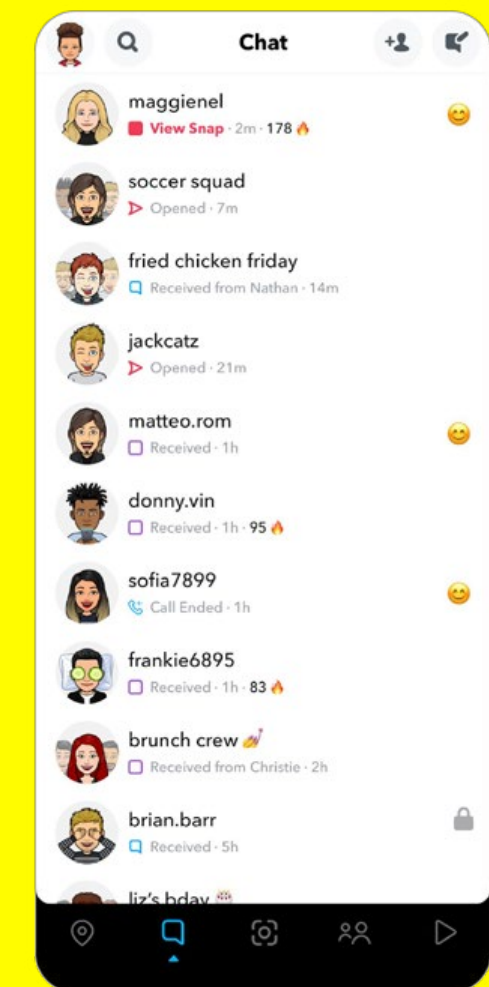 Chat
maggienel
View Snap · 2m · 178 🔥
soccer squad
Opened · 7m
fried chicken friday
Received from Nathan · 14m
jackcatz
Opened · 21m
matteo.rom
Received · 1h
donny.vin
Received · 1h · 95 🔥
sofia7899
Call Ended · 1h
frankie6895
Received · 1h · 83 🔥
brunch crew 💅
Received from Christie · 2h
brian.barr
Received · 5h
liz's bday 🎂